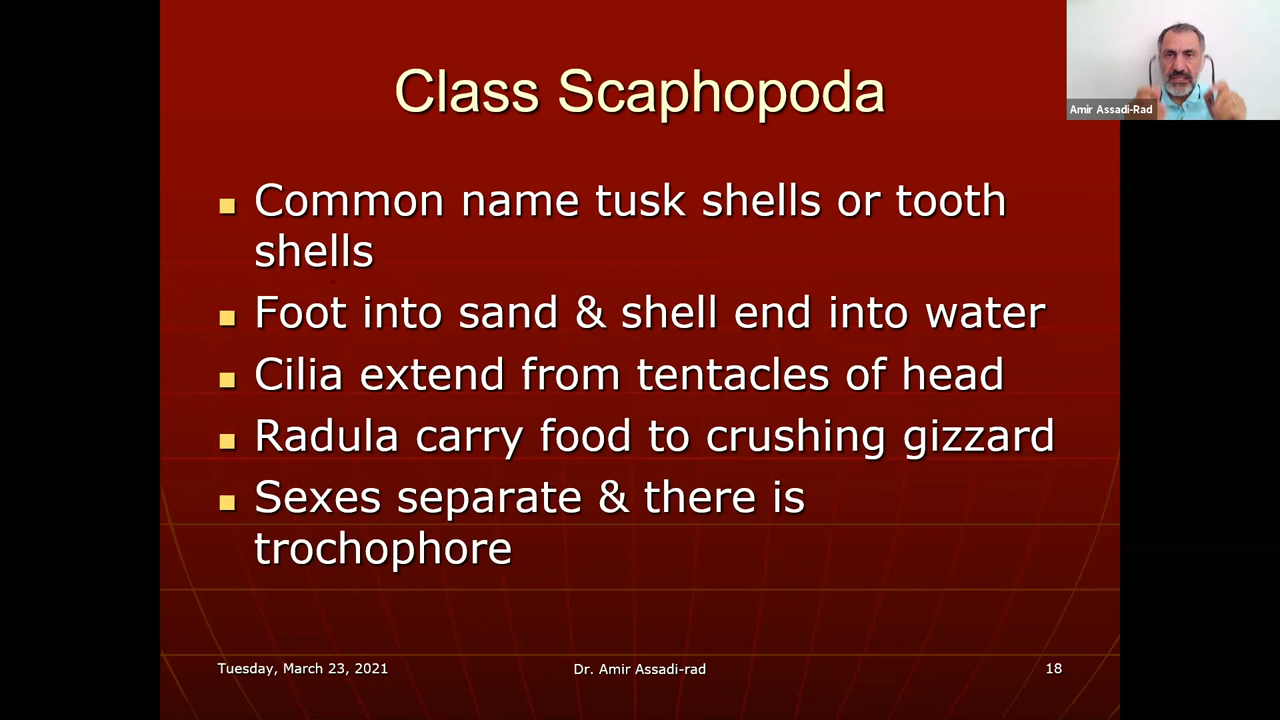 Class Scaphopoda
Amir Assadi-Rad
Common name tusk shells or tooth
shells
Foot into sand & shell end into water
Cilia extend from tentacles of head
Radula carry food to crushing gizzard
Sexes separate & there is
trochophore
Tuesday, March 23, 2021
Dr. Amir Assadi-rad
18